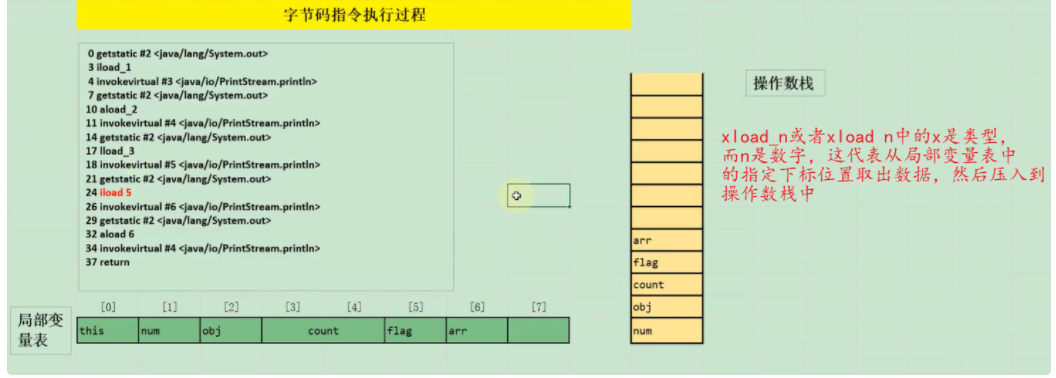 字节码指令执行过程
0 getstatic #2 <java/lang/System.out>
3 iload_1
4 invokevirtual #3 <java/io/PrintStream.println>
7 getstatic #2 <java/lang/System.out>
10 aload_2
11 invokevirtual #4 <java/io/PrintStream.println>
14 getstatic #2 <java/lang/System.out>
17 lload_3
18 invokevirtual #5 <java/io/PrintStream.println>
21 getstatic #2 <java/lang/System.out>
24 iload 5
26 invokevirtual #6 <java/io/PrintStream.println>
29 getstatic #2 <java/lang/System.out>
32 aload 6
34 invokevirtual #4 <java/io/PrintStream.println>
37 return
操作数栈
xload_n或者xload n中的x是类型，
而n是数字，这代表从局部变量表中
的指定下标位置取出数据，然后压入到
操作数栈中
arr
flag
count
obj
num
[0] [1] [2] [3] [4] [5] [6] [7]
局部变
量表
this num obj count flag arr